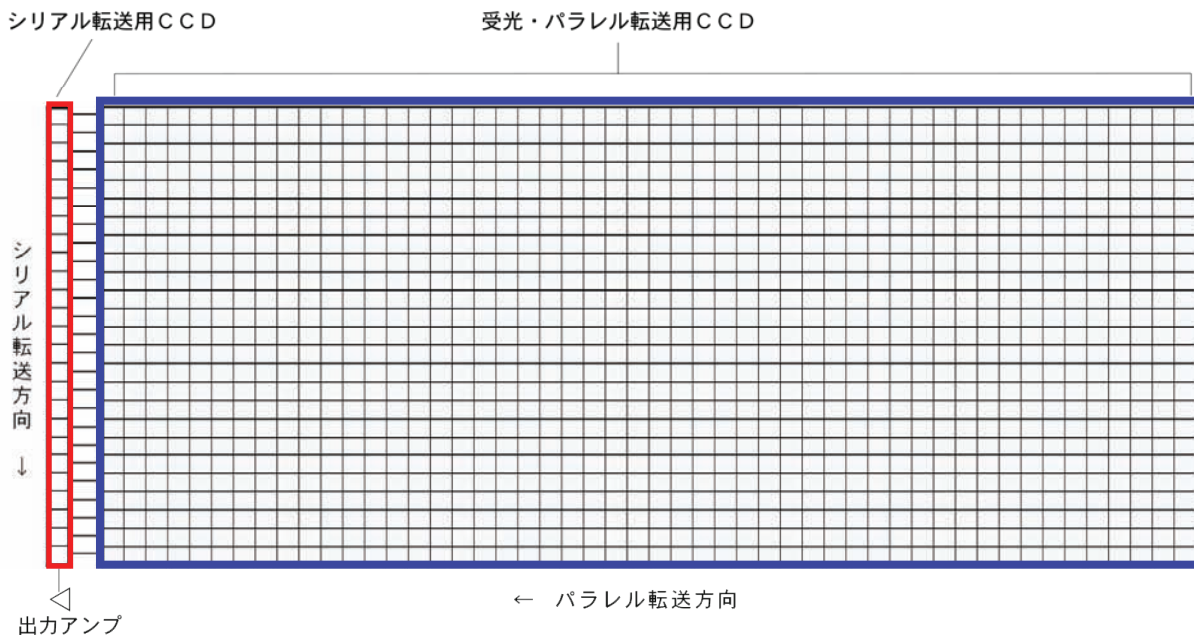 シリアル転送用ＣＣＤ
受光・パラレル転送用ＣＣＤ
シリアル転送方向 ↓
← パラレル転送方向
出力アンプ